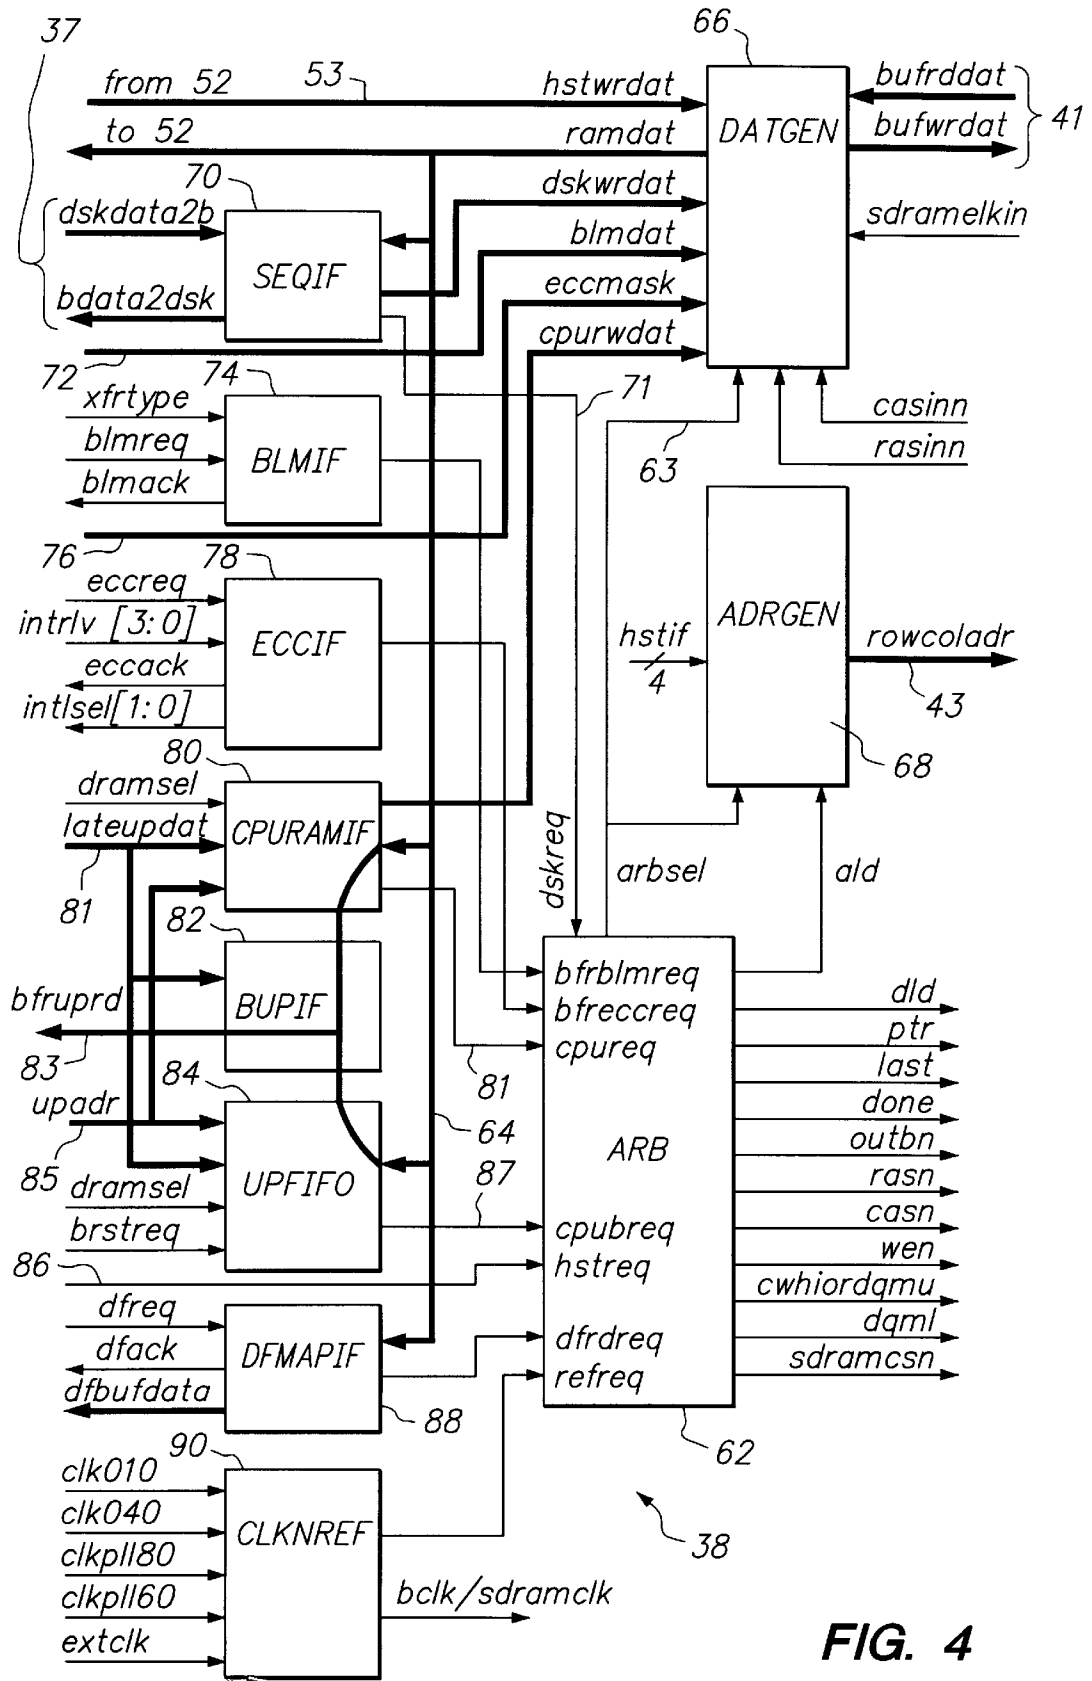 37
66
from 52
53
hstwrdat
bufrddat
to 52
ramdat
DATGEN
bufwrdat
41
70
dskwrdat
dskdata2b
sdramelkin
blmdat
SEQIF
eccmask
bdata2dsk
cpurwdat
72
74
71
xfrtype
casinn
blmreq
BLMIF
63
rasinn
blmack
76
78
eccreq
intrlv [3:0]
ECCIF
hstif
4
ADRGEN
rowcoladr
eccack
43
intlsel[1:0]
80
68
dramsel
lateupdat
CPURAMIF
dskreq
arbsel
ald
81
82
bfruprd
BUPIF
bfrblmreq
bfreccreq
cpureq
dld
ptr
83
84
81
last
upadr
64
done
85
UPFIFO
87
ARB
outbn
dramsel
rasn
brstreq
cpubreq
casn
86
hstreq
wen
dfreq
cwhiordqmu
dfack
DFMAPIF
dfrdreq
dqml
dfbufdata
refreq
sdramcsn
88
90
62
clk010
clk040
CLKNREF
38
clkpll80
clkpll60
bclk/sdramclk
extclk
FIG. 4